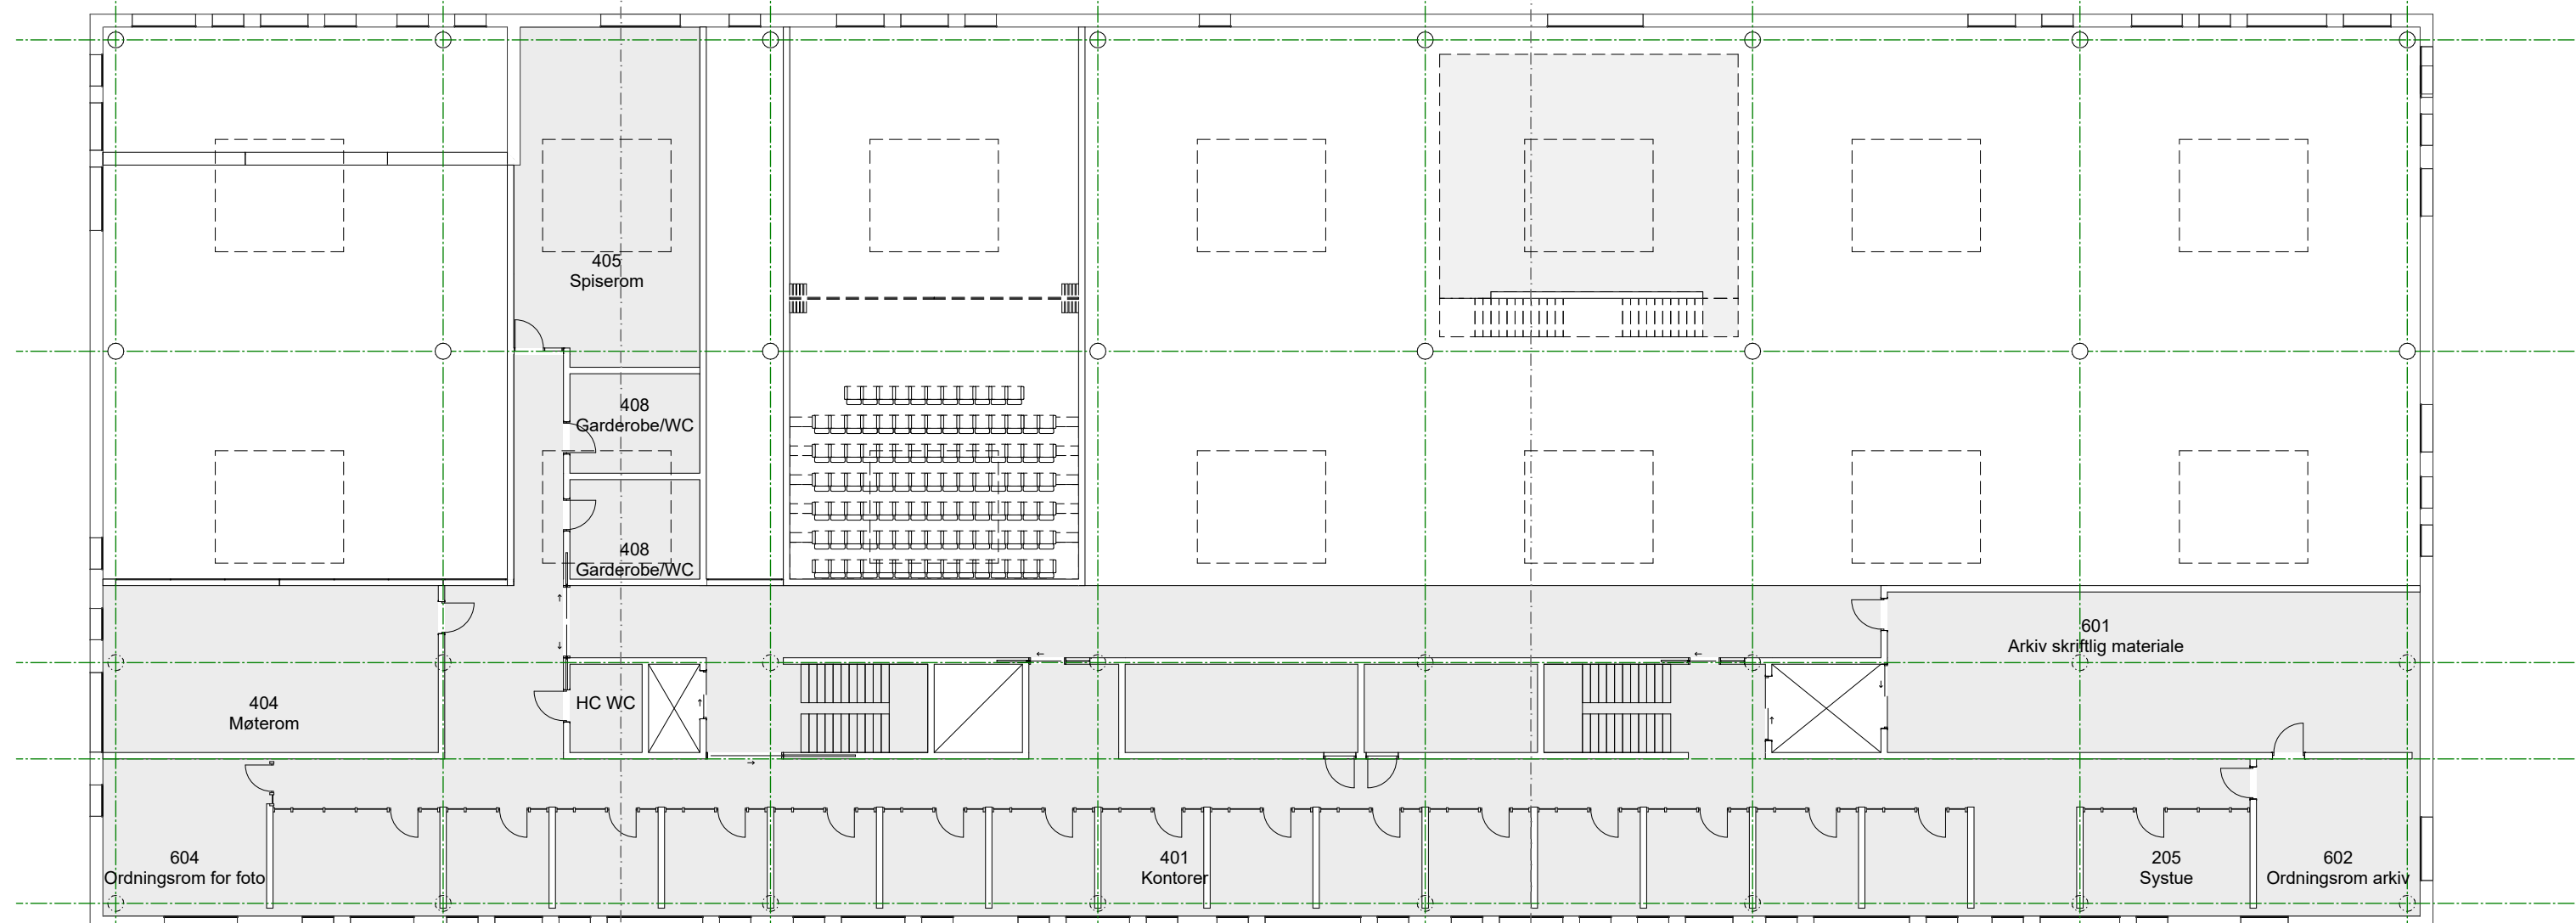 405
Spiserom
408
Garderobe/WC
408
Garderobe/WC
601
Arkiv skriftlig materiale
404
Møterom
HC WC
604
Ordningsrom for foto
401
Kontorer
205
Systue
602
Ordningsrom arkiv